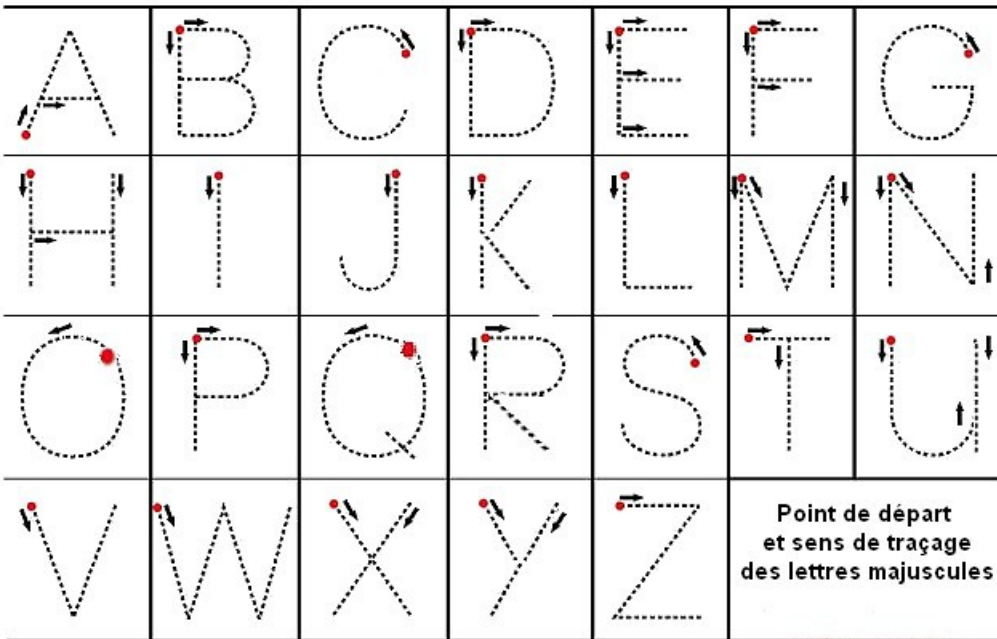 A B C D E F G
H I J K L M N
O P Q R S T U
V W X Y Z
Point de départ
et sens de traçage
des lettres majuscules